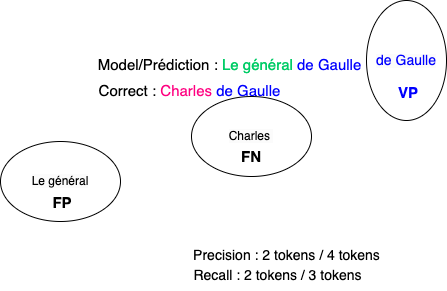 Model/Prédiction : Le général de Gaulle
de Gaulle
VP
Correct : Charles de Gaulle
Charles
FN
Le général
FP
Precision : 2 tokens / 4 tokens
Recall : 2 tokens / 3 tokens